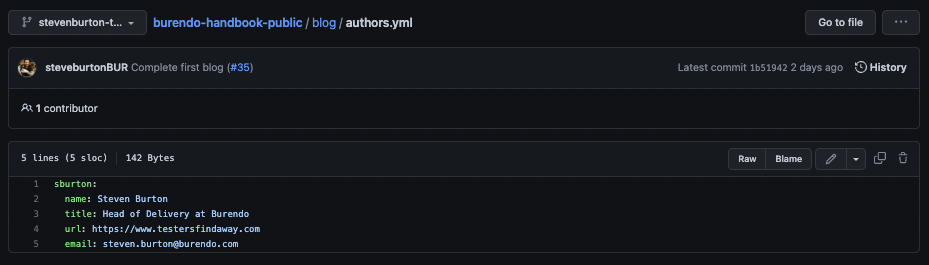 stevenburton-t... burendo-handbook-public / blog / authors.yml Go to file ...
steveburtonBUR Complete first blog (#35) Latest commit 1b51942 2 days ago History
1 contributor
5 lines (5 sloc) 142 Bytes Raw Blame
1 sburton:
2 name: Steven Burton
3 title: Head of Delivery at Burendo
4 url: https://www.testersfindaway.com
5 email: steven.burton@burendo.com